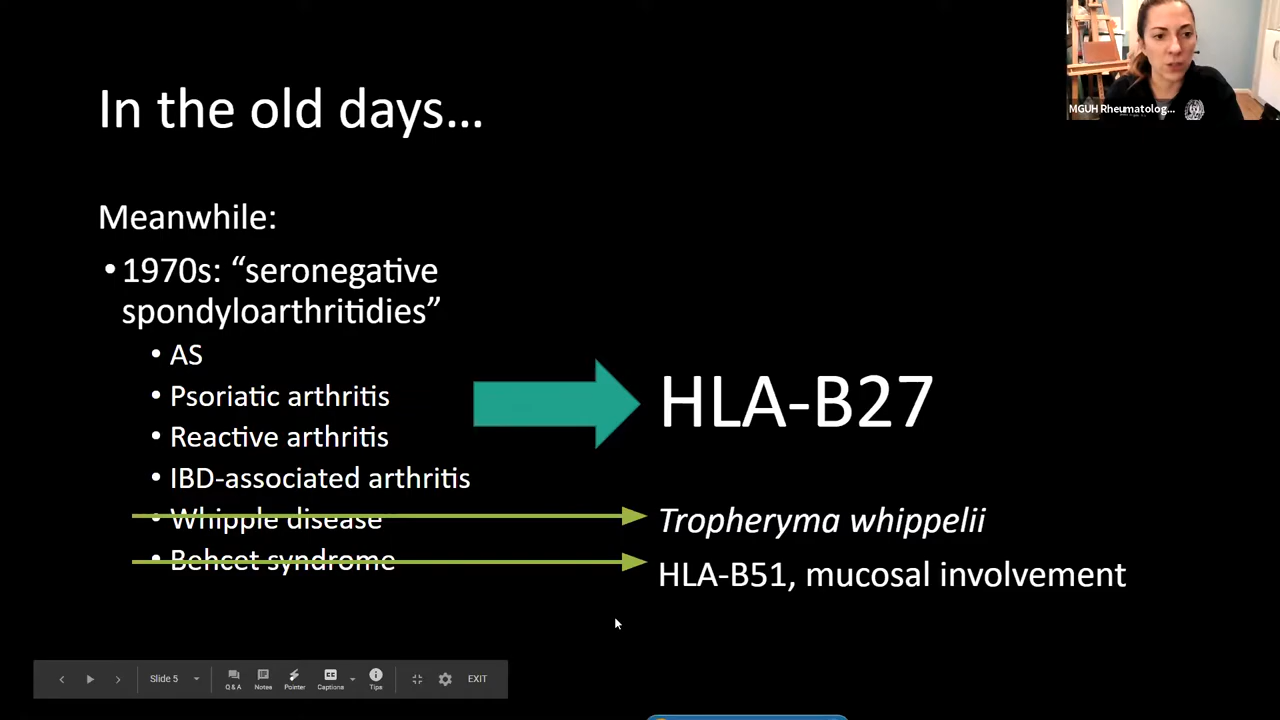 MGUH Rheumatolog...
In the old days...
Meanwhile:
• 1970s: “seronegative
spondyloarthritidies”
• AS
• Psoriatic arthritis
• Reactive arthritis
• IBD-associated arthritis
• Whipple disease
• Behcet syndrome
HLA-B27
Tropheryma whippelii
HLA-B51, mucosal involvement
Slide 5
Q & A
Notes
Pointer
CC
Captions
Tips
EXIT